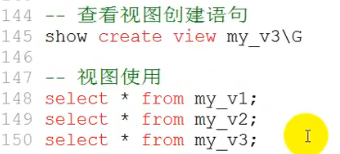 144 -- 查看视图创建语句
145 show create view my_v3\G
146
147 -- 视图使用
148 select * from my_v1;
149 select * from my_v2;
150 select * from my_v3;